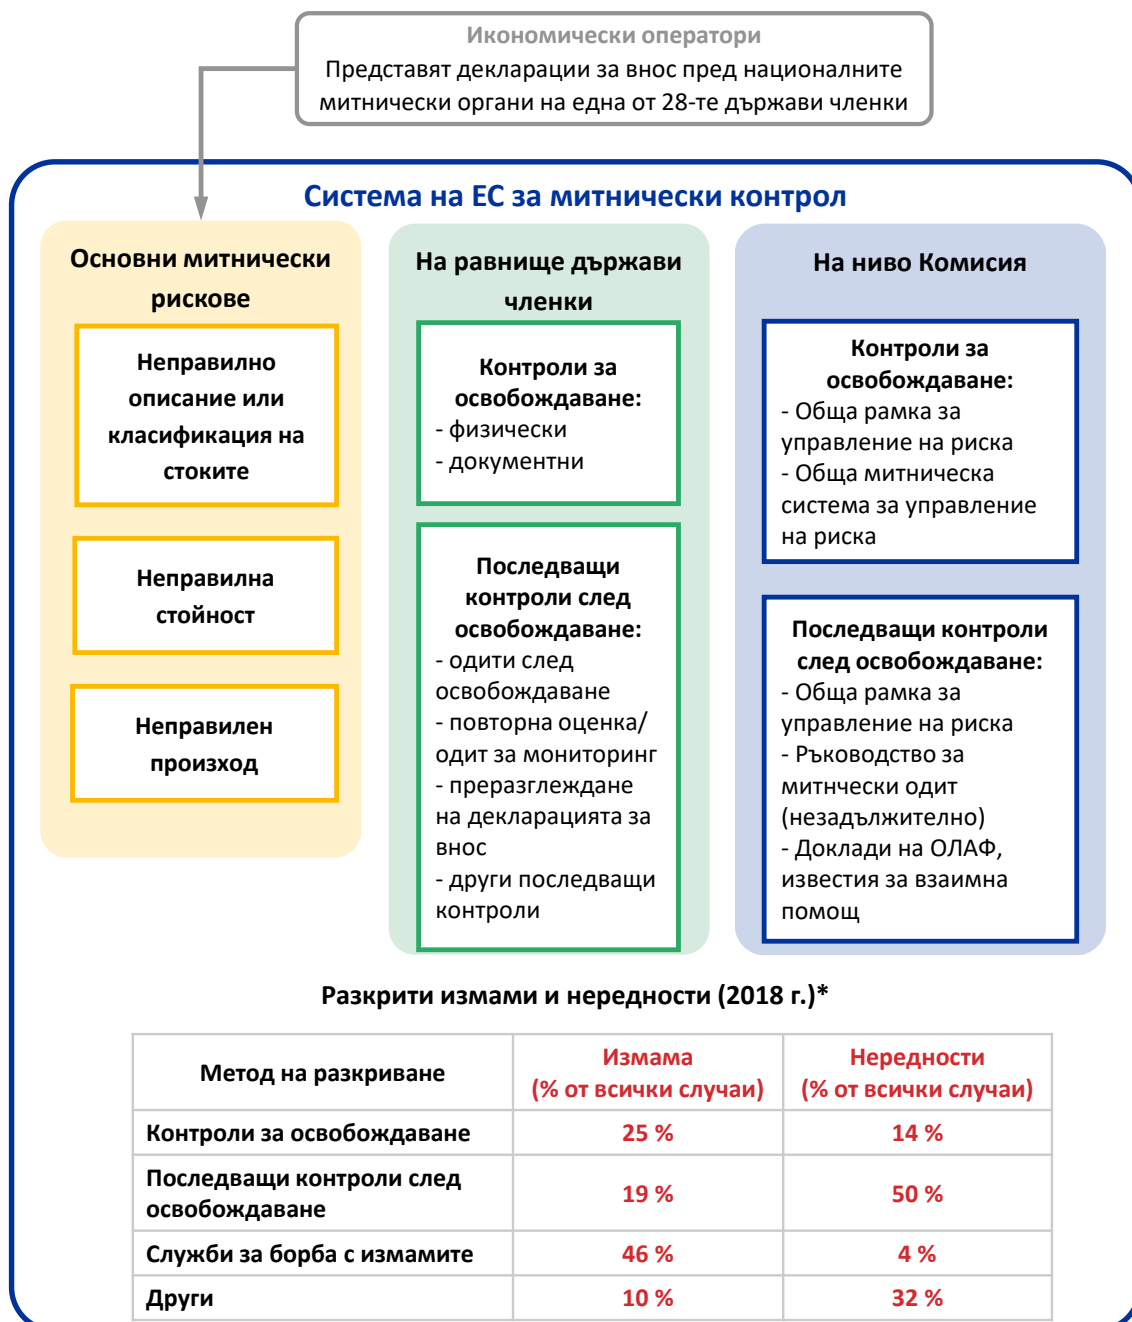 Икономически оператори
Представят декларации за внос пред националните
митнически органи на една от 28-те държави членки
Система на ЕС за митнически контрол
Основни митнически
рискове
Неправилно
описание или
класификация на
стоките
Неправилна
стойност
Неправилен
произход
На равнище държави
членки
Контроли за
освобождаване:
- физически
- документни
Последващи
контроли след
освобождаване:
- одити след
освобождаване
- повторна оценка/
одит за мониторинг
- преразглеждане
на декларацията за
внос
- други последващи
контроли
На ниво Комисия
Контроли за
освобождаване:
- Обща рамка за
управление на риска
- Обща митническа
система за управление
на риска
Последващи контроли
след освобождаване:
- Обща рамка за
управление на риска
- Ръководство за
митнчески одит
(незадължително)
- Доклади на ОЛАФ,
известия за взаимна
помощ
Разкрити измами и нередности (2018 г.)*
Метод на разкриване
Измама
(% от всички случаи)
Нередности
(% от всички случаи)
Контроли за освобождаване
25 %
14 %
Последващи контроли след
освобождаване
19 %
50 %
Служби за борба с измамите
46 %
4 %
Други
10 %
32 %